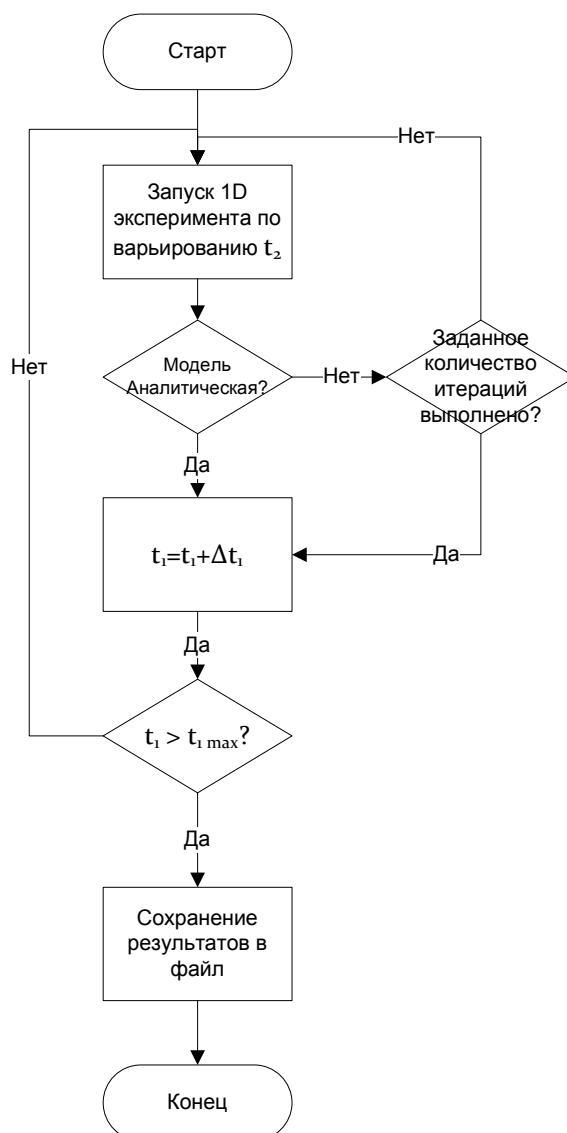 Старт
Нет
Запуск 1D
эксперимента по
варьированию t₂
Нет
Модель
Аналитическая?
Нет
Заданное
количество
итераций
выполнено?
Да
t₁=t₁+Δt₁
Да
Да
t₁ > t₁ max?
Да
Сохранение
результатов в
файл
Конец